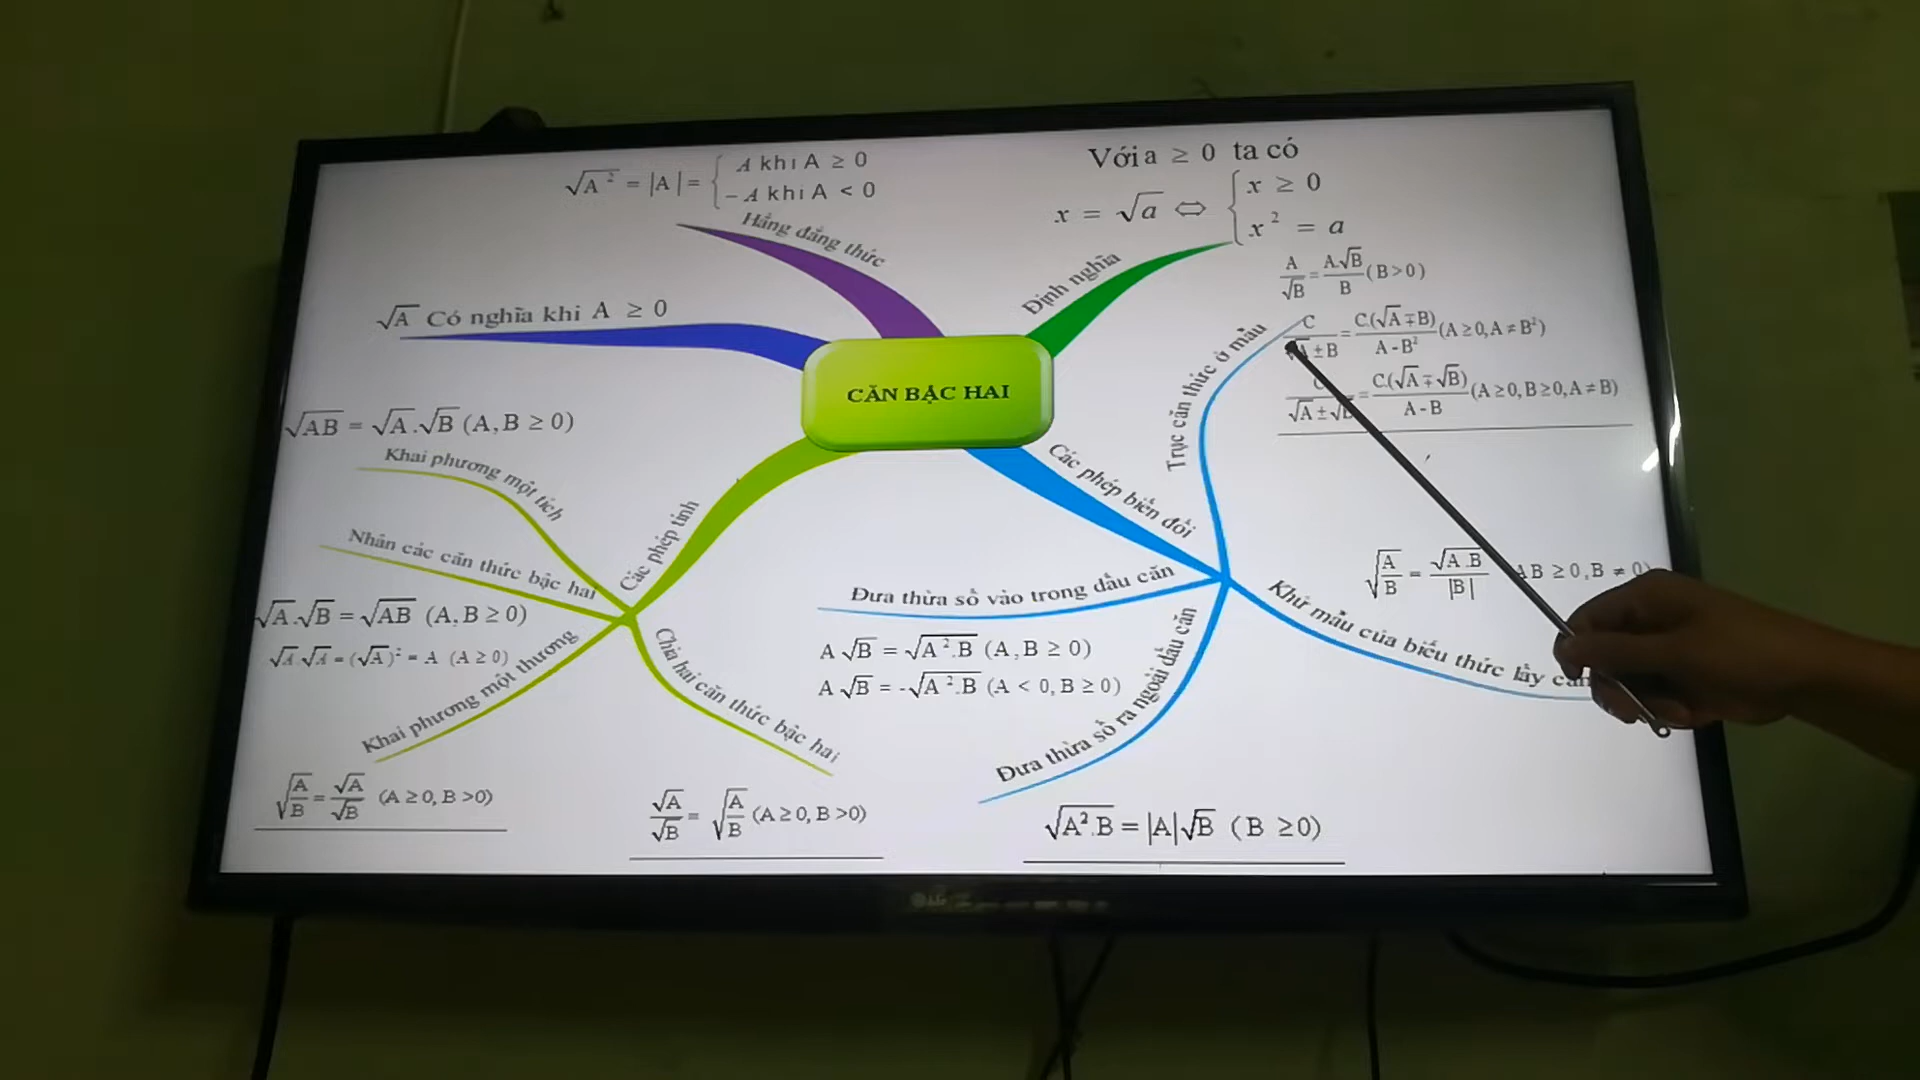 √A² = |A| = { A khi A ≥ 0
− A khi A < 0
Hằng đẳng thức
Với a ≥ 0 ta có
x = √a ⇔ { x ≥ 0
x² = a
Định nghĩa
√A Có nghĩa khi A ≥ 0
CĂN BẬC HAI
Trục căn thức ở mẫu
A/√B = A.√B/B ( B > 0 )
C/√A ± B = C.(√A ∓ B)/A - B² (A ≥ 0, A ≠ B²)
√A ± = C.(√A ∓ √B)/A - B (A ≥ 0, B ≥ 0, A ≠ B)
√AB = √A.√B (A, B ≥ 0)
Khai phương một tích
Các phép biến đổi
Các phép tính
Nhân các căn thức bậc hai
√A.√B = √AB (A, B ≥ 0)
√A.√A = (√A)² = A (A ≥ 0)
Khai phương một thương
√A/B = √A/√B (A ≥ 0, B > 0)
Chia hai căn thức bậc hai
√A/√B = √A/B (A ≥ 0, B > 0)
Đưa thừa số vào trong dấu căn
A √B = √A².B (A, B ≥ 0)
A √B = -√A².B (A < 0, B ≥ 0)
Đưa thừa số ra ngoài dấu căn
√A².B = |A|√B ( B ≥ 0)
√A/B = √A.B/|B| AB ≥ 0, B ≠ 0)
Khử mẫu của biểu thức lấy căn